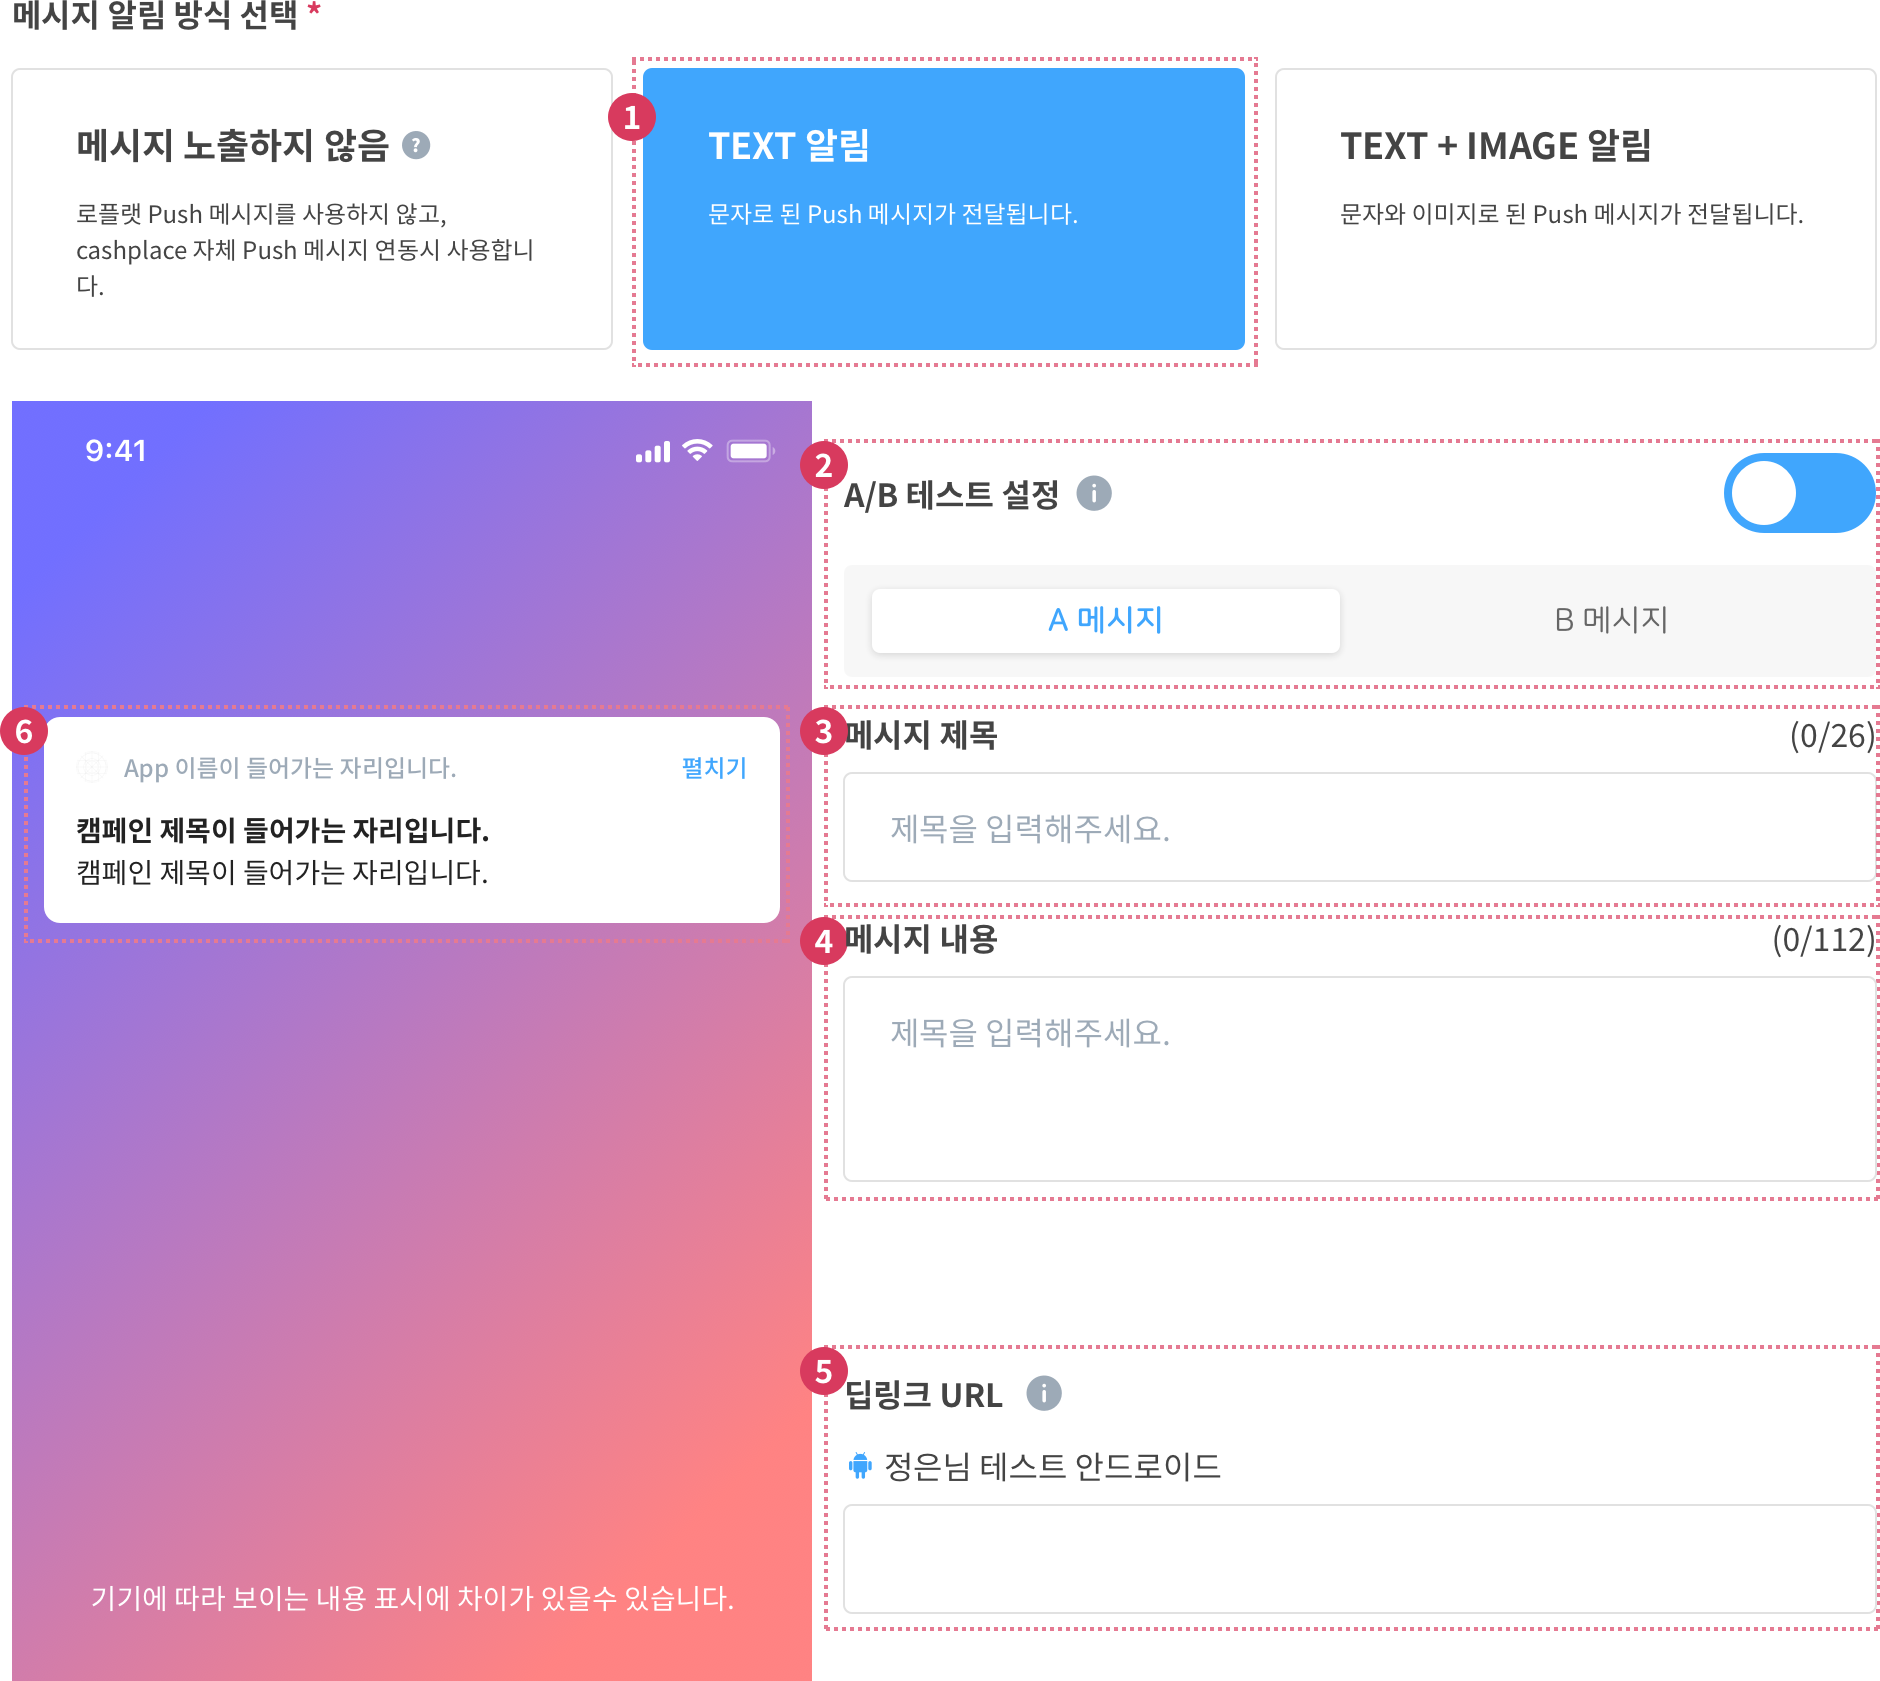 메시지 알림 방식 선택 *
메시지 노출하지 않음 ?
로플랫 Push 메시지를 사용하지 않고,
cashplace 자체 Push 메시지 연동시 사용합니
다.
1
TEXT 알림
문자로 된 Push 메시지가 전달됩니다.
TEXT + IMAGE 알림
문자와 이미지로 된 Push 메시지가 전달됩니다.
9:41
6
App 이름이 들어가는 자리입니다.
펼치기
캠페인 제목이 들어가는 자리입니다.
캠페인 제목이 들어가는 자리입니다.
기기에 따라 보이는 내용 표시에 차이가 있을수 있습니다.
2
A/B 테스트 설정 i
A 메시지
B 메시지
3
메시지 제목
(0/26)
제목을 입력해주세요.
4
메시지 내용
(0/112)
제목을 입력해주세요.
5
딥링크 URL i
정은님 테스트 안드로이드